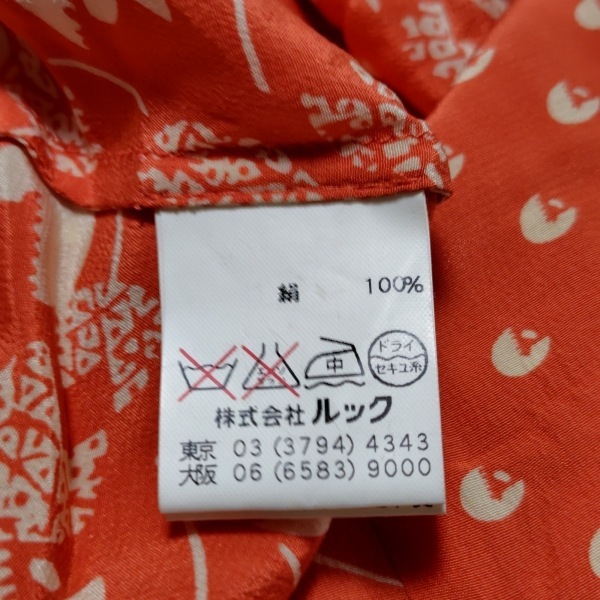 絹 100%
中 ドライ
セキユ系
株式会社 ルック
東京 03 (3794) 4343
大阪 06 (6583) 9000